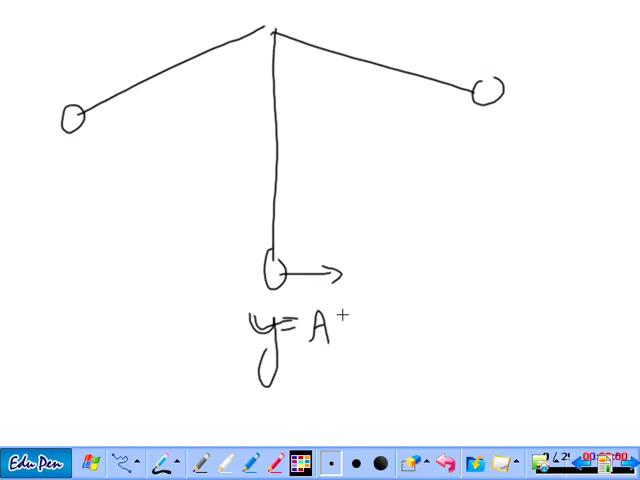 y = A
Edu Pen